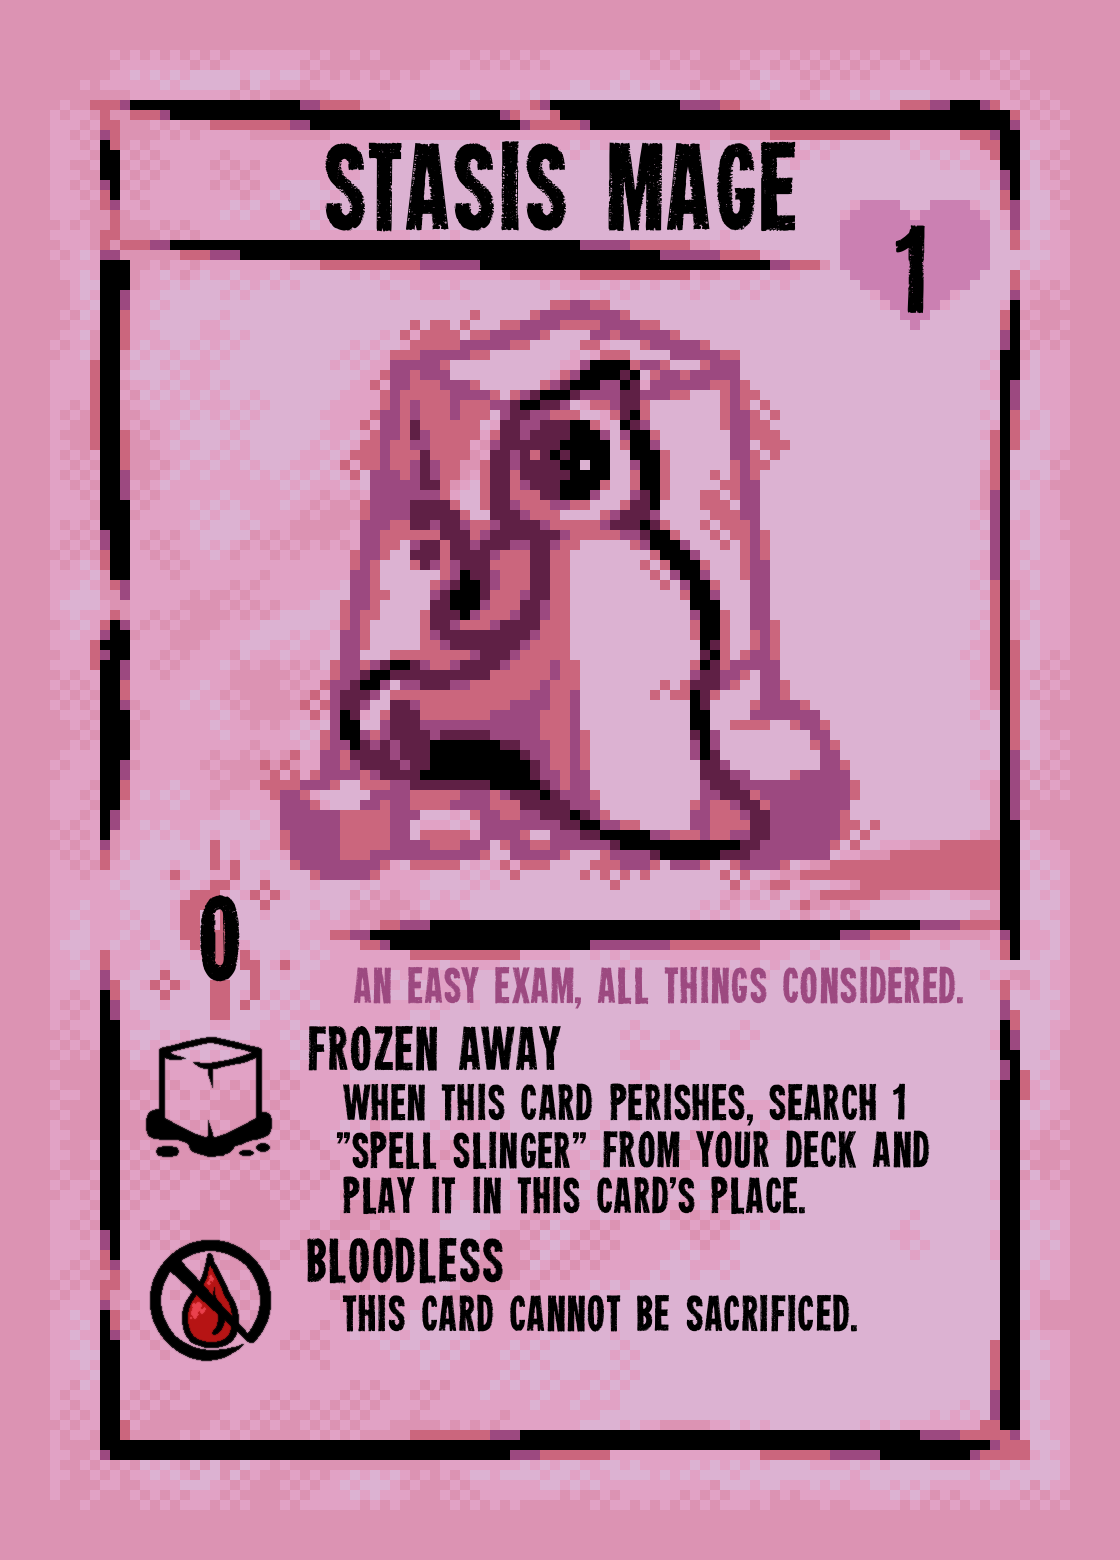 STASIS MAGE
1
0
AN EASY EXAM, ALL THINGS CONSIDERED.
FROZEN AWAY
WHEN THIS CARD PERISHES, SEARCH 1
"SPELL SLINGER" FROM YOUR DECK AND
PLAY IT IN THIS CARD'S PLACE.
BLOODLESS
THIS CARD CANNOT BE SACRIFICED.